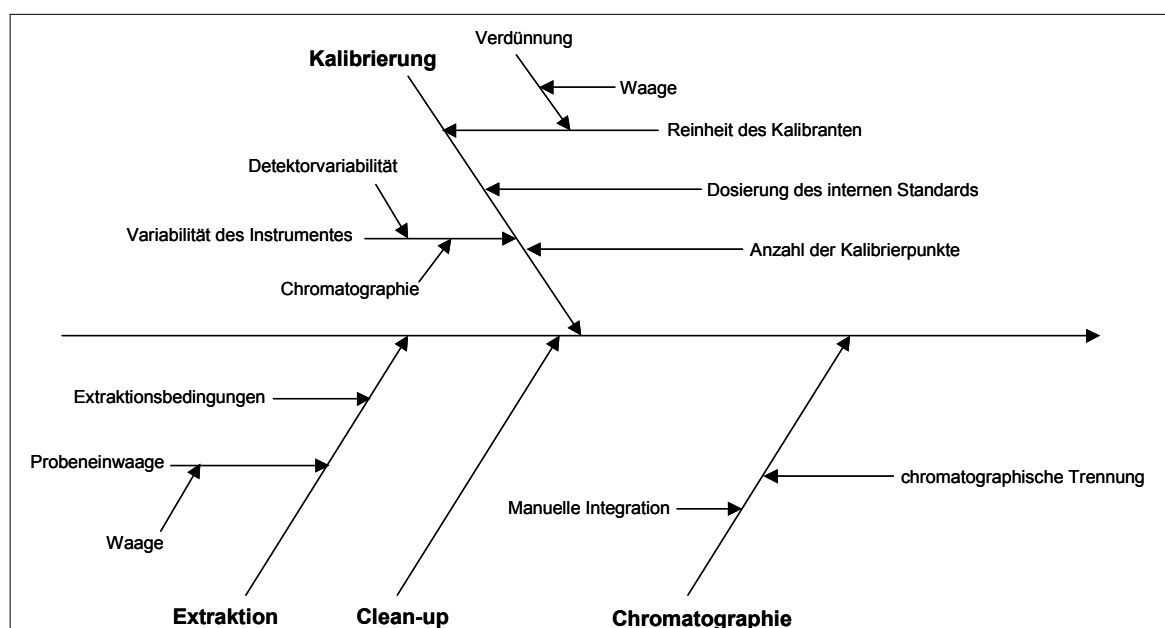 Verdünnung
Kalibrierung
Waage
Reinheit des Kalibranten
Detektorvariabilität
Dosierung des internen Standards
Variabilität des Instrumentes
Anzahl der Kalibrierpunkte
Chromatographie
Extraktionsbedingungen
Probeneinwaage
chromatographische Trennung
Manuelle Integration
Waage
Extraktion
Clean-up
Chromatographie